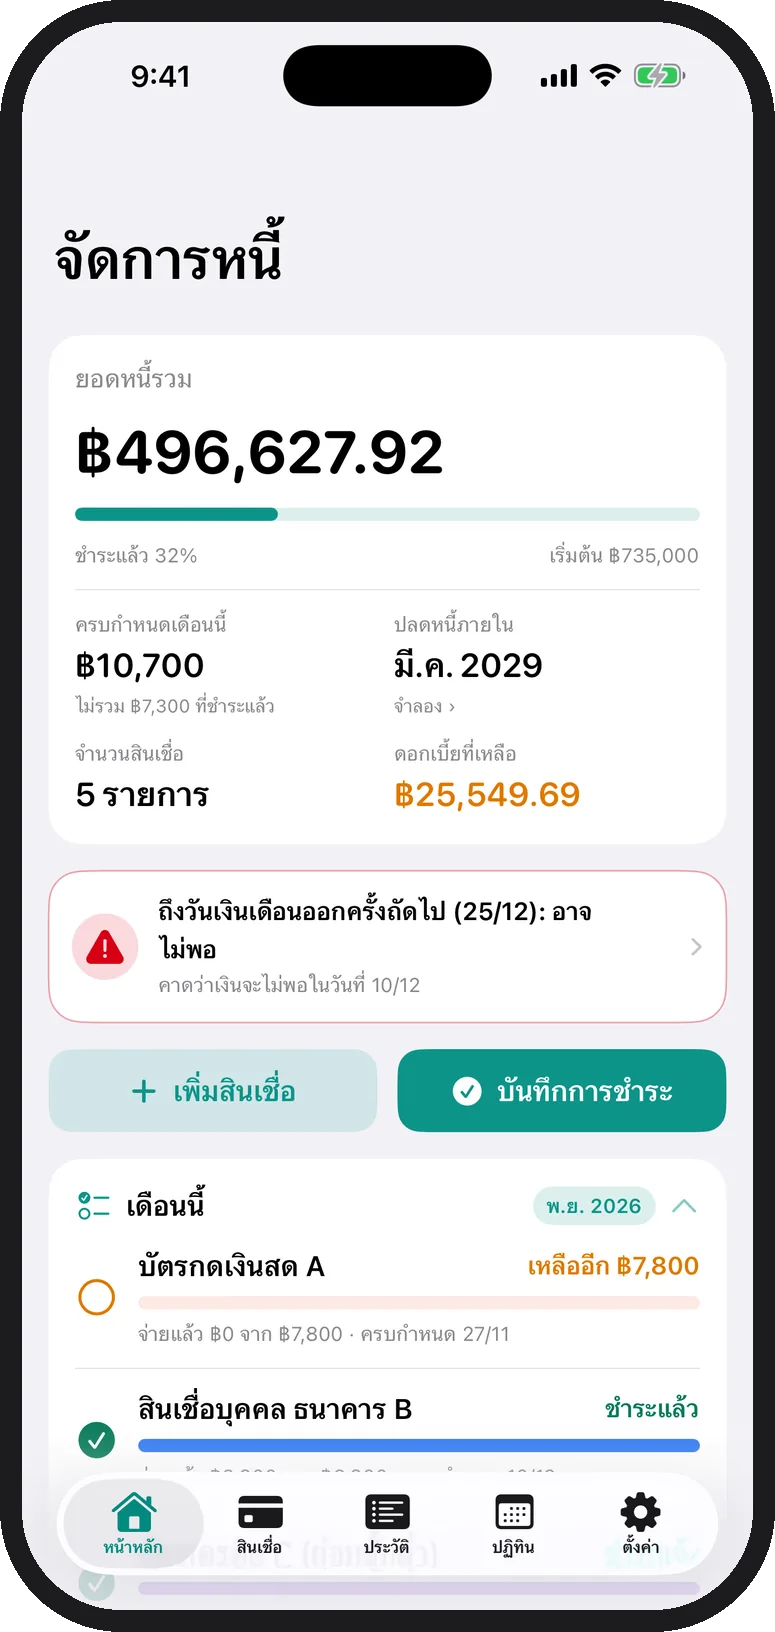 9:41
จัดการหนี้
ยอดหนี้รวม
฿496,627.92
ชำระแล้ว 32%
เริ่มต้น ฿735,000
ครบกำหนดเดือนนี้
ปลดหนี้ภายใน
฿10,700
มี.ค. 2029
ไม่รวม ฿7,300 ที่ชำระแล้ว
จำลอง ›
จำนวนสินเชื่อ
ดอกเบี้ยที่เหลือ
5 รายการ
฿25,549.69
ถึงวันเงินเดือนออกครั้งถัดไป (25/12): อาจ
ไม่พอ
คาดว่าเงินจะไม่พอในวันที่ 10/12
เพิ่มสินเชื่อ
บันทึกการชำระ
เดือนนี้
พ.ย. 2026
บัตรกดเงินสด A
เหลืออีก ฿7,800
จ่ายแล้ว ฿0 จาก ฿7,800 · ครบกำหนด 27/11
สินเชื่อบุคคล ธนาคาร B
ชำระแล้ว
หน้าหลัก
สินเชื่อ
ประวัติ
ปฏิทิน
ตั้งค่า